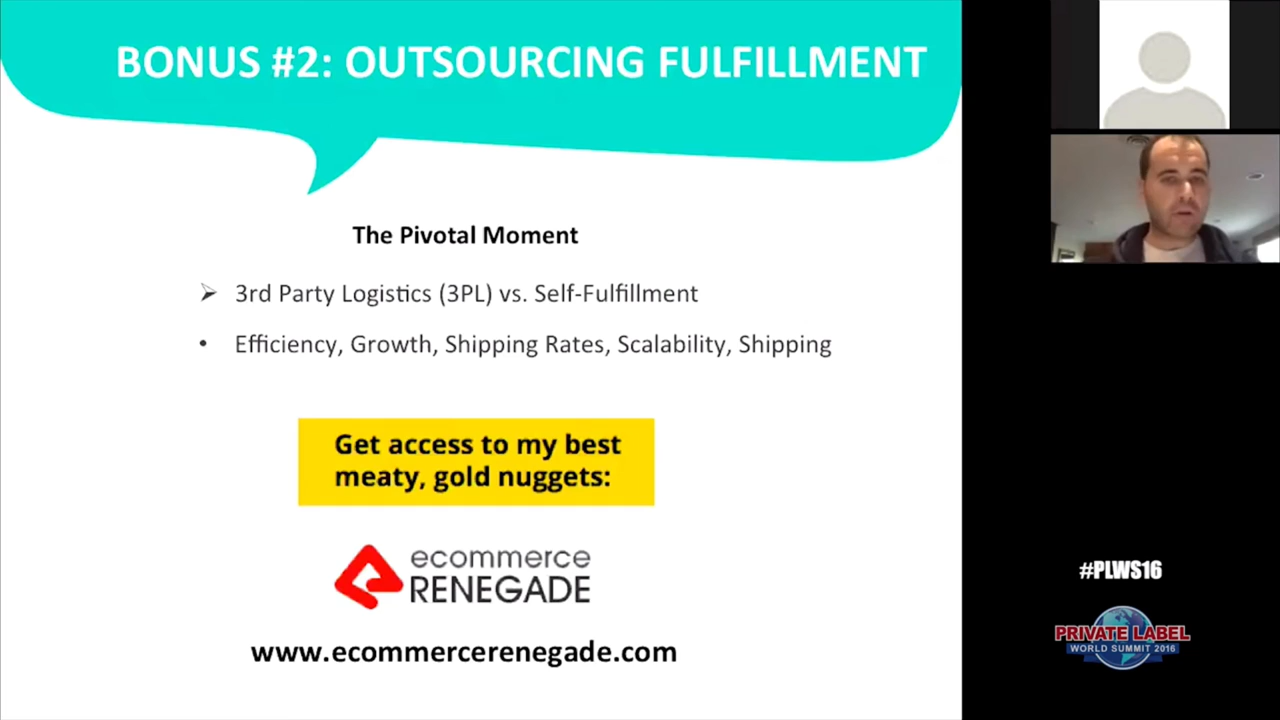 BONUS #2: OUTSOURCING FULFILLMENT
The Pivotal Moment
➢ 3rd Party Logistics (3PL) vs. Self-Fulfillment
• Efficiency, Growth, Shipping Rates, Scalability, Shipping
Get access to my best
meaty, gold nuggets:
ecommerce
RENEGADE
www.ecommercerenegade.com
#PLWS16
PRIVATE LABEL
WORLD SUMMIT 2016